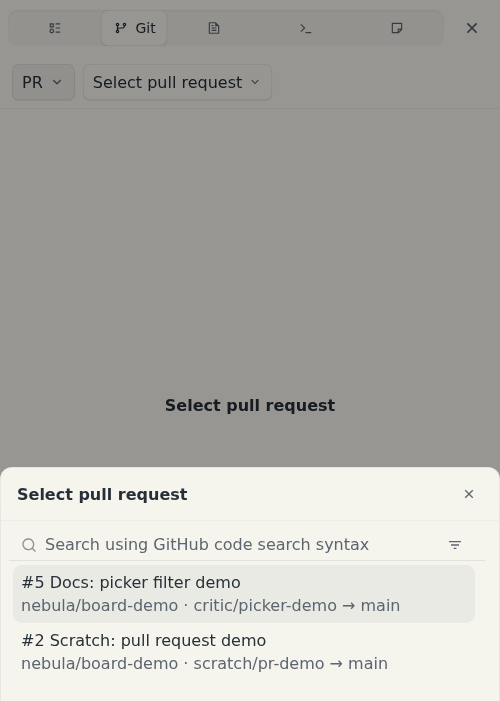 Git
PR
Select pull request
Select pull request
Select pull request
Search using GitHub code search syntax
#5 Docs: picker filter demo
nebula/board-demo · critic/picker-demo → main
#2 Scratch: pull request demo
nebula/board-demo · scratch/pr-demo → main